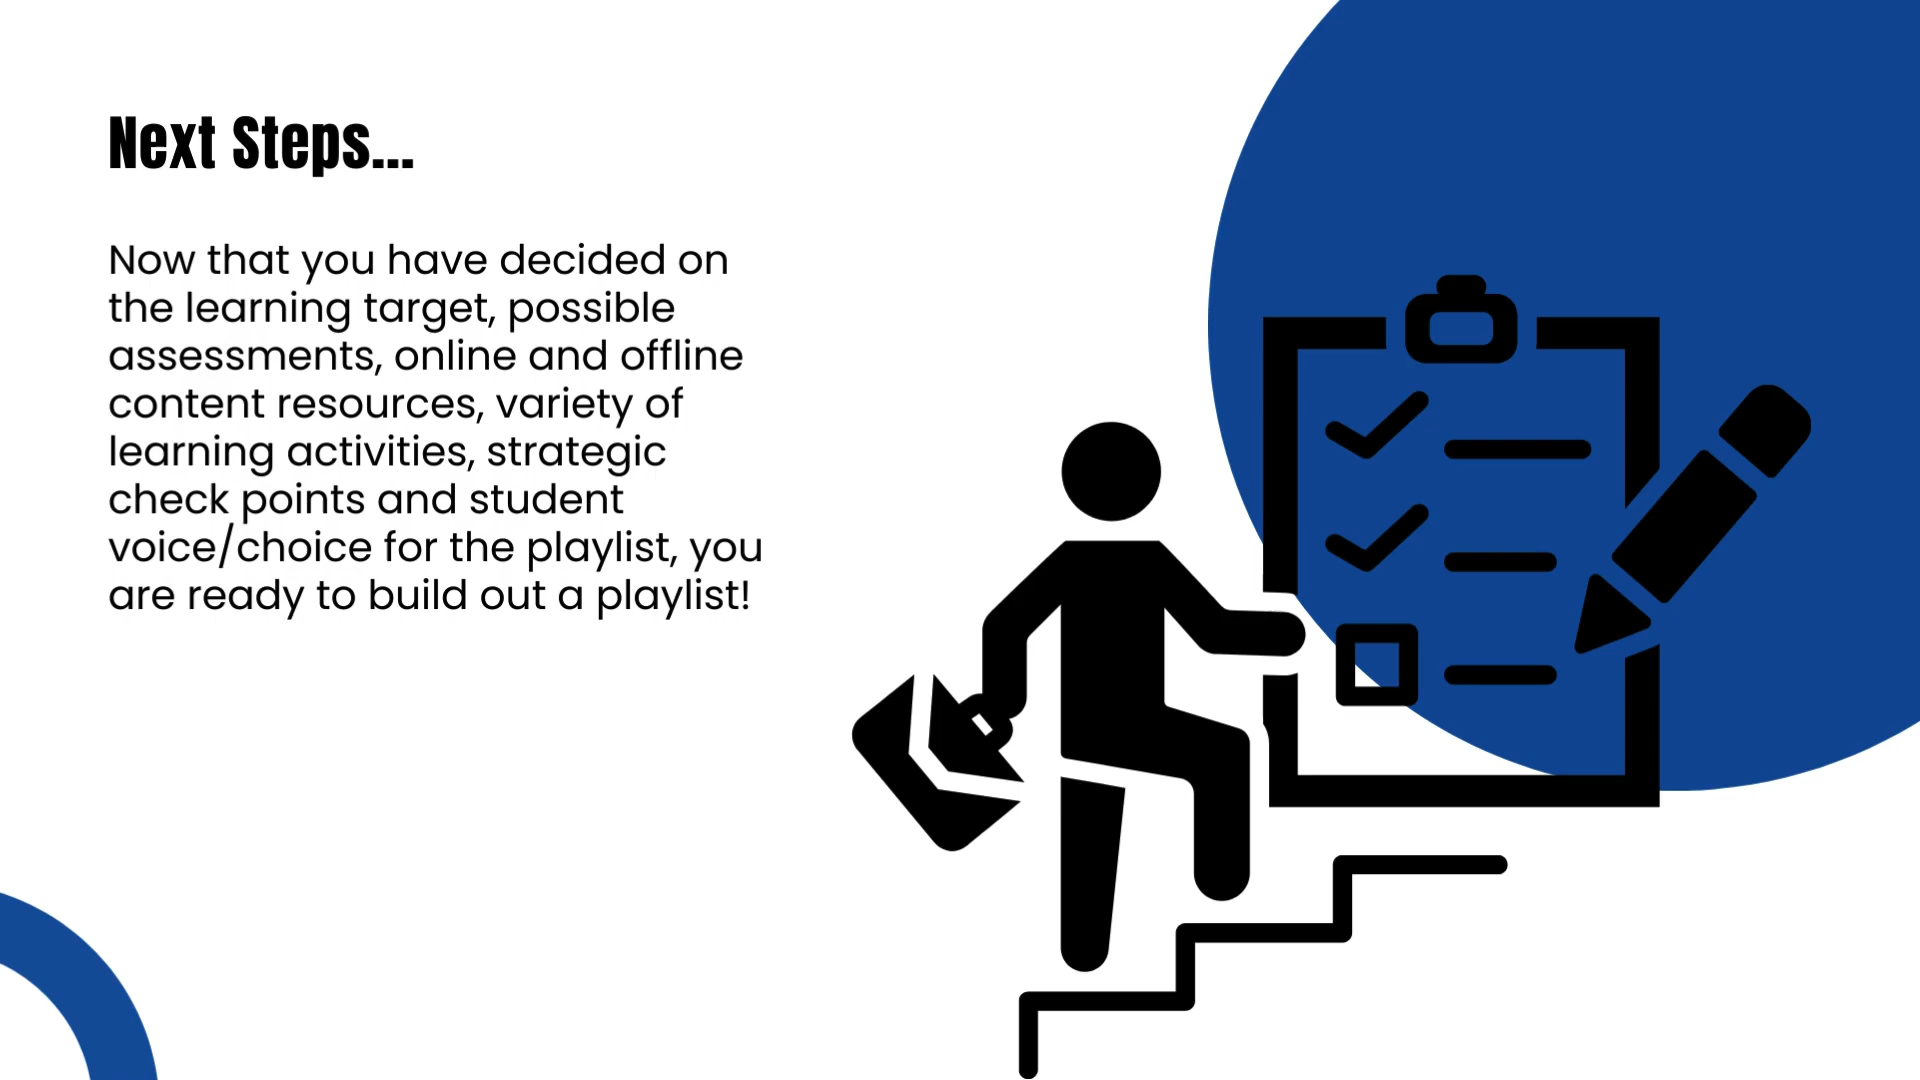 Next Steps...
Now that you have decided on
the learning target, possible
assessments, online and offline
content resources, variety of
learning activities, strategic
check points and student
voice/choice for the playlist, you
are ready to build out a playlist!